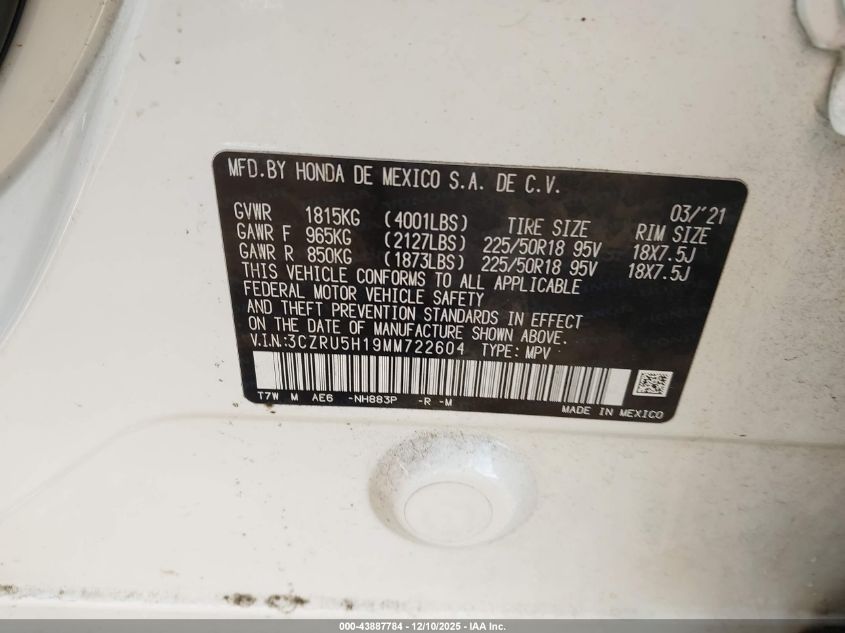 MFD.BY HONDA DE MEXICO S.A. DE C.V.
03/'21
GVWR 1815KG (4001LBS) TIRE SIZE RIM SIZE
GAWR F 965KG (2127LBS) 225/50R18 95V 18X7.5J
GAWR R 850KG (1873LBS) 225/50R18 95V 18X7.5J
THIS VEHICLE CONFORMS TO ALL APPLICABLE
FEDERAL MOTOR VEHICLE SAFETY
AND THEFT PREVENTION STANDARDS IN EFFECT
ON THE DATE OF MANUFACTURE SHOWN ABOVE.
V.I.N:3CZRU5H19MM722604 TYPE: MPV
T7W M AE6 -NH883P -R -M
MADE IN MEXICO
000-43887784 - 12/10/2025 - IAA Inc.